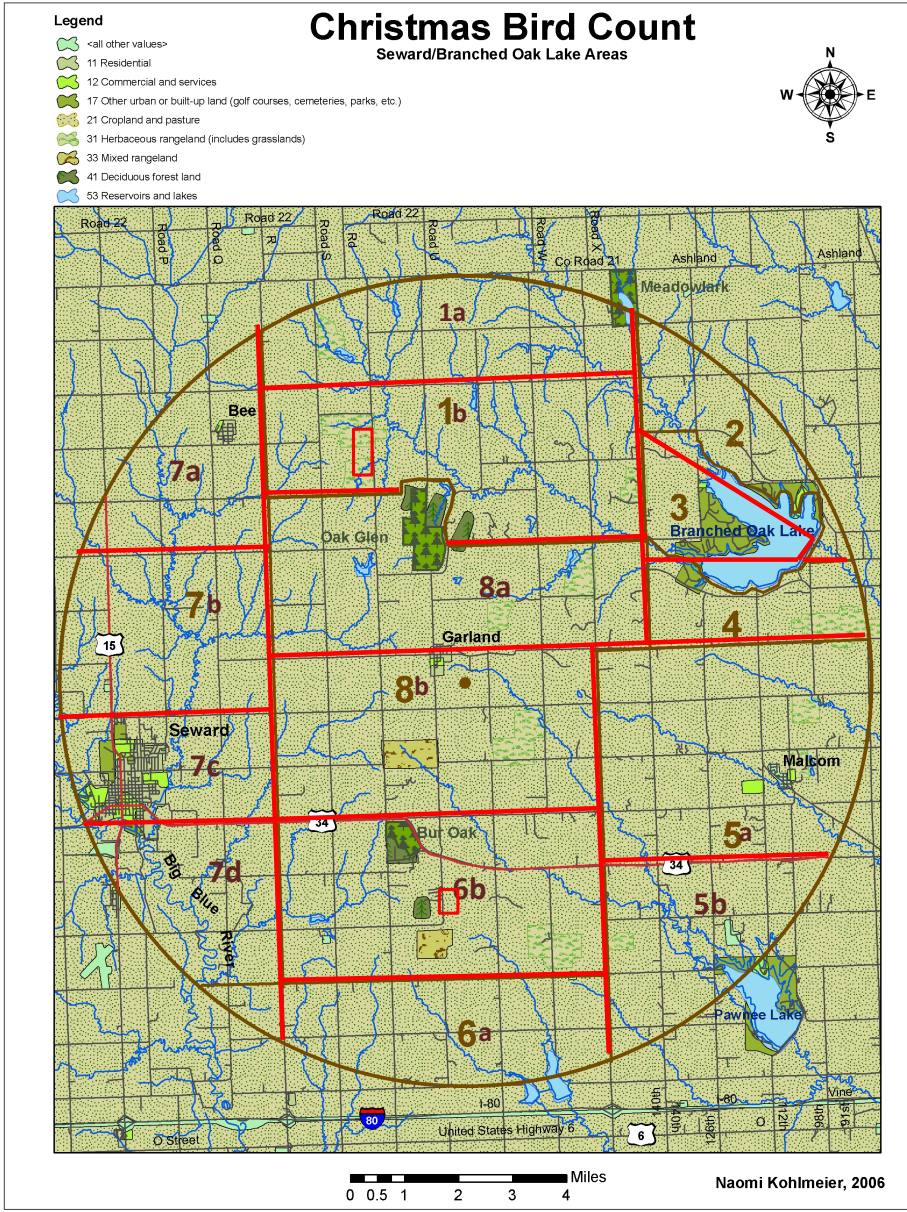 Christmas Bird Count
Seward/Branched Oak Lake Areas
Legend
<all other values>
11 Residential
12 Commercial and services
17 Other urban or built-up land (golf courses, cemeteries, parks, etc.)
21 Cropland and pasture
31 Herbaceous rangeland (includes grasslands)
33 Mixed rangeland
41 Deciduous forest land
53 Reservoirs and lakes
N
W E
S
Road 22
Road 22
Road 22
Road P
Road Q
R
Road S
Rd
Road U
Road W
Road X
Co Road 21
Ashland
Ashland
Meadowlark
1a
Bee
1b
2
7a
3
Branched Oak Lake
Oak Glen
8a
7b
4
15
Garland
8b
Seward
7c
Malcom
34
Bur Oak
5a
34
7d
Big
Blue
River
6b
5b
Pawnee Lake
6a
I-80
I-80
80
O Street
United States Highway 6
6
140th
126th
O
112th
98th
91st
Vine
Miles
0 0.5 1 2 3 4
Naomi Kohlmeier, 2006